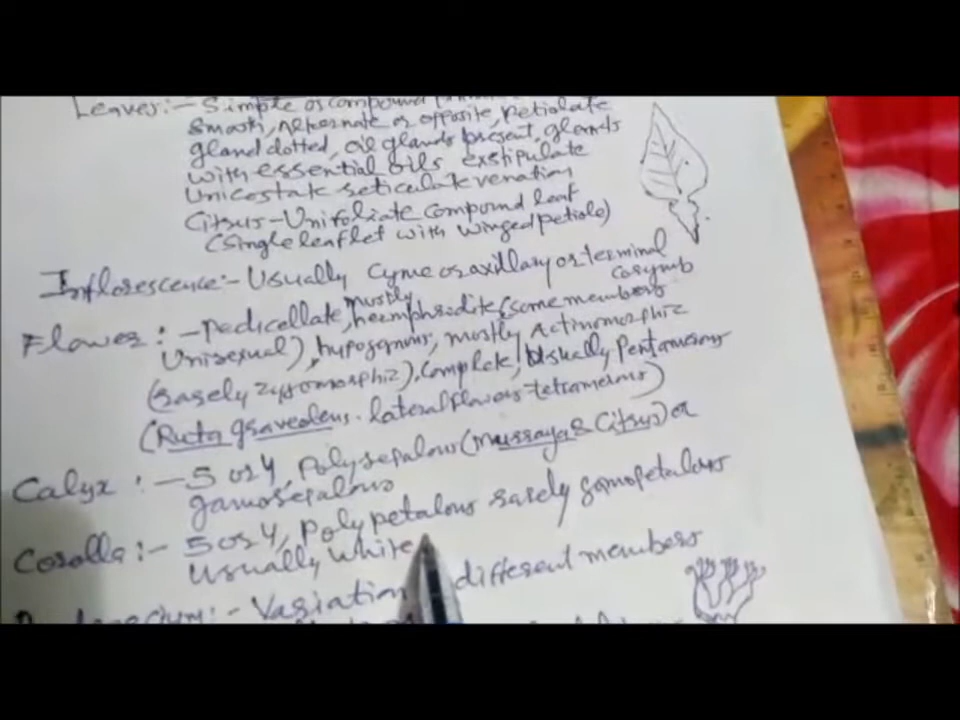 Leaves:- Simple or compound
smooth, Alternate or opposite, petiolate
gland dotted, oil glands present, glands
with essential oils exstipulate
Unicostate reticulate venation
Citrus-Unifoliate compound leaf
(Single leaflet with winged petiole)
Inflorescence:- Usually Cyme or axillary or terminal
corymb
Flower :- pedicellate, mostly hermphrodite (some members
Unisexual), hypogynous, mostly Actinomorphic
(rarely zygomorphic), complete, Usually Pentamerous
(Ruta graveolens. lateral flowers-tetramerous)
Calyx :- 5 or 4, polysepalous (Murraya & Citrus) or
gamosepalous
Corolla:- 5 or 4, polypetalous rarely gamopetalous
usually white
Variation different members